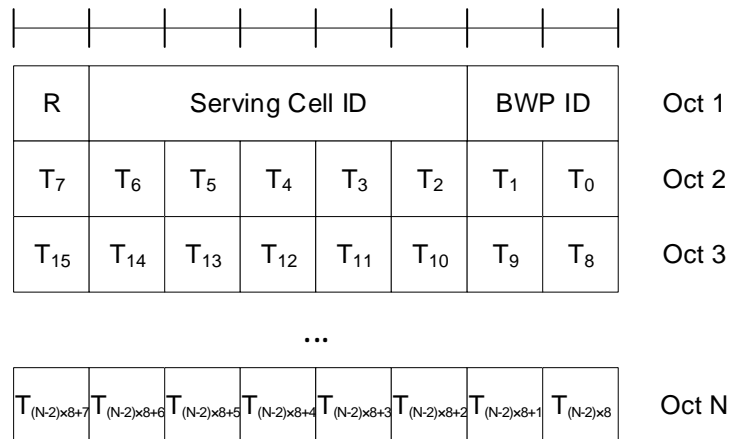 R Serving Cell ID BWP ID Oct 1
T7 T6 T5 T4 T3 T2 T1 T0 Oct 2
T15 T14 T13 T12 T11 T10 T9 T8 Oct 3
...
T(N-2)×8+7 T(N-2)×8+6 T(N-2)×8+5 T(N-2)×8+4 T(N-2)×8+3 T(N-2)×8+2 T(N-2)×8+1 T(N-2)×8 Oct N